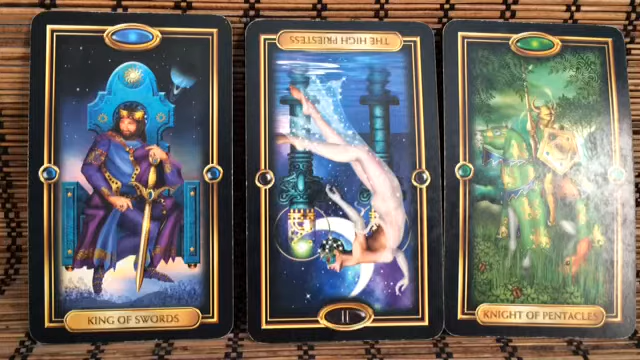 KING OF SWORDS
THE HIGH PRIESTESS
II
KNIGHT OF PENTACLES